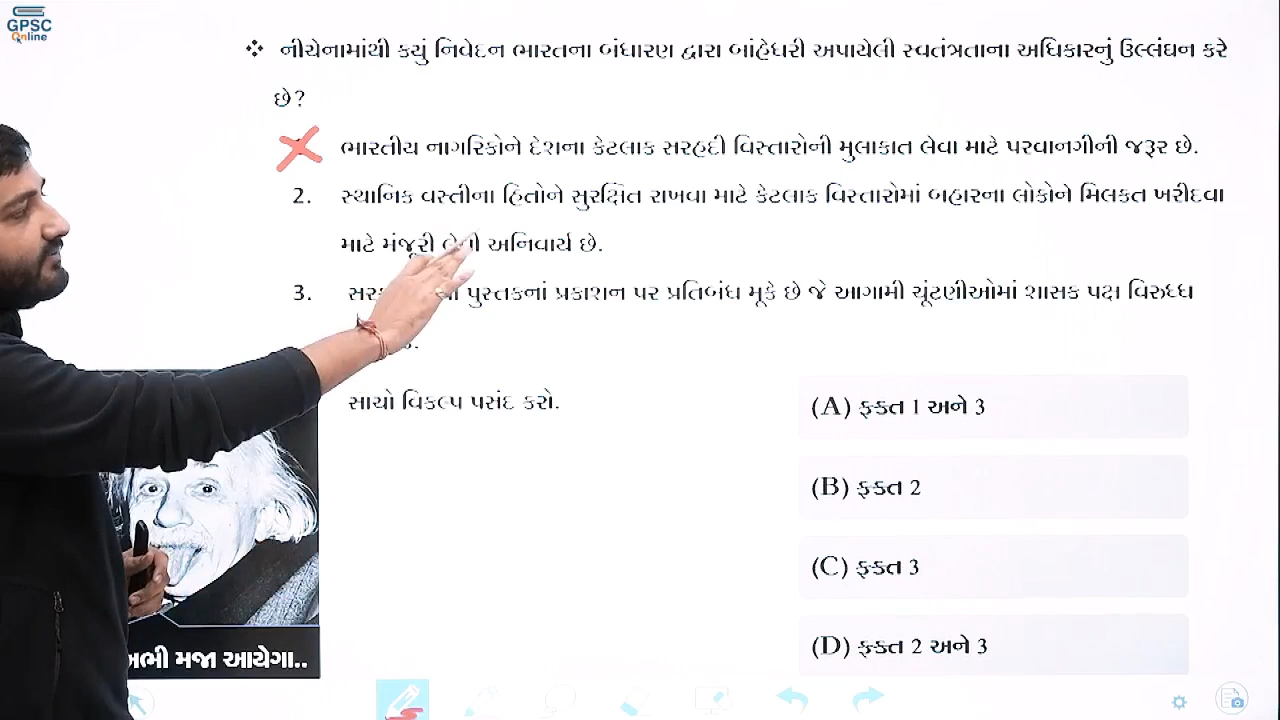 GPSC
Online
❖ નીચેનામાંથી ક્યું નિવેદન ભારતના બંધારણ દ્વારા બાંહેધરી અપાયેલી સ્વતંત્રતાના અધિકારનું ઉલ્લંઘન કરે
છે?
ભારતીય નાગરિકોને દેશના કેટલાક સરહદી વિસ્તારોની મુલાકાત લેવા માટે પરવાનગીની જરૂર છે.
2. સ્થાનિક વસ્તીના હિતોને સુરક્ષિત રાખવા માટે કેટલાક વિસ્તારોમાં બહારના લોકોને મિલકત ખરીદવા
માટે મંજૂરી અનિવાર્ય છે.
3. પુસ્તકનાં પ્રકાશન પર પ્રતિબંધ મૂકે છે જે આગામી ચૂંટણીઓમાં શાસક પક્ષ વિરુધ્ધ
સાચો વિકલ્પ પસંદ કરો.
(A) ફક્ત 1 અને 3
(B) ફક્ત 2
(C) ફક્ત 3
(D) ફક્ત 2 અને 3
મજા આયેગા..